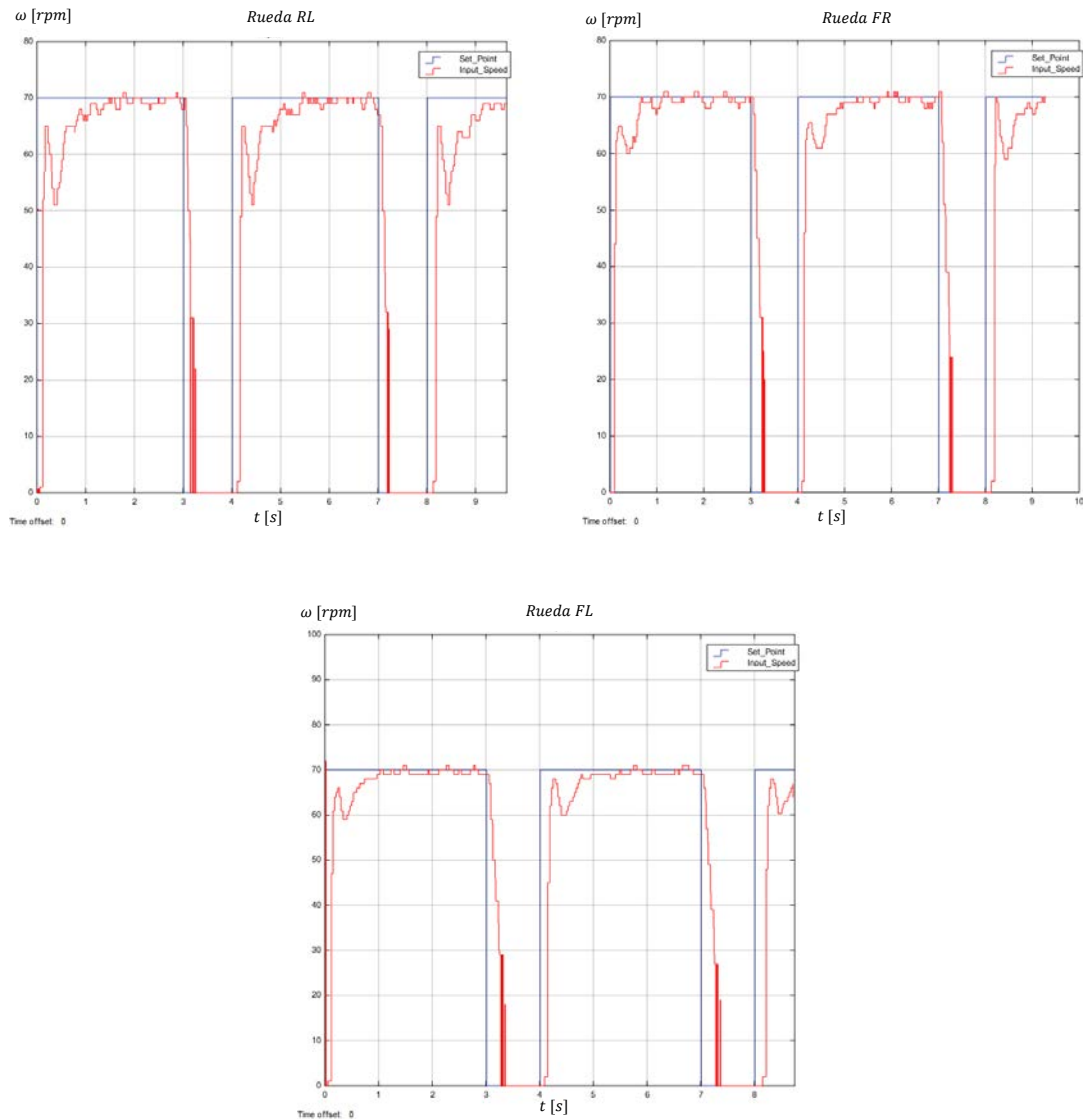 ω [rpm]
Rueda RL
80
70
60
50
40
30
20
10
0
Set_Point
Input_Speed
0 1 2 3 4 5 6 7 8 9
Time offset: 0
t [s]
ω [rpm]
Rueda FR
80
70
60
50
40
30
20
10
0
Set_Point
Input_Speed
0 1 2 3 4 5 6 7 8 9 10
Time offset: 0
t [s]
ω [rpm]
Rueda FL
100
90
80
70
60
50
40
30
20
10
0
Set_Point
Input_Speed
0 1 2 3 4 5 6 7 8
Time offset: 0
t [s]